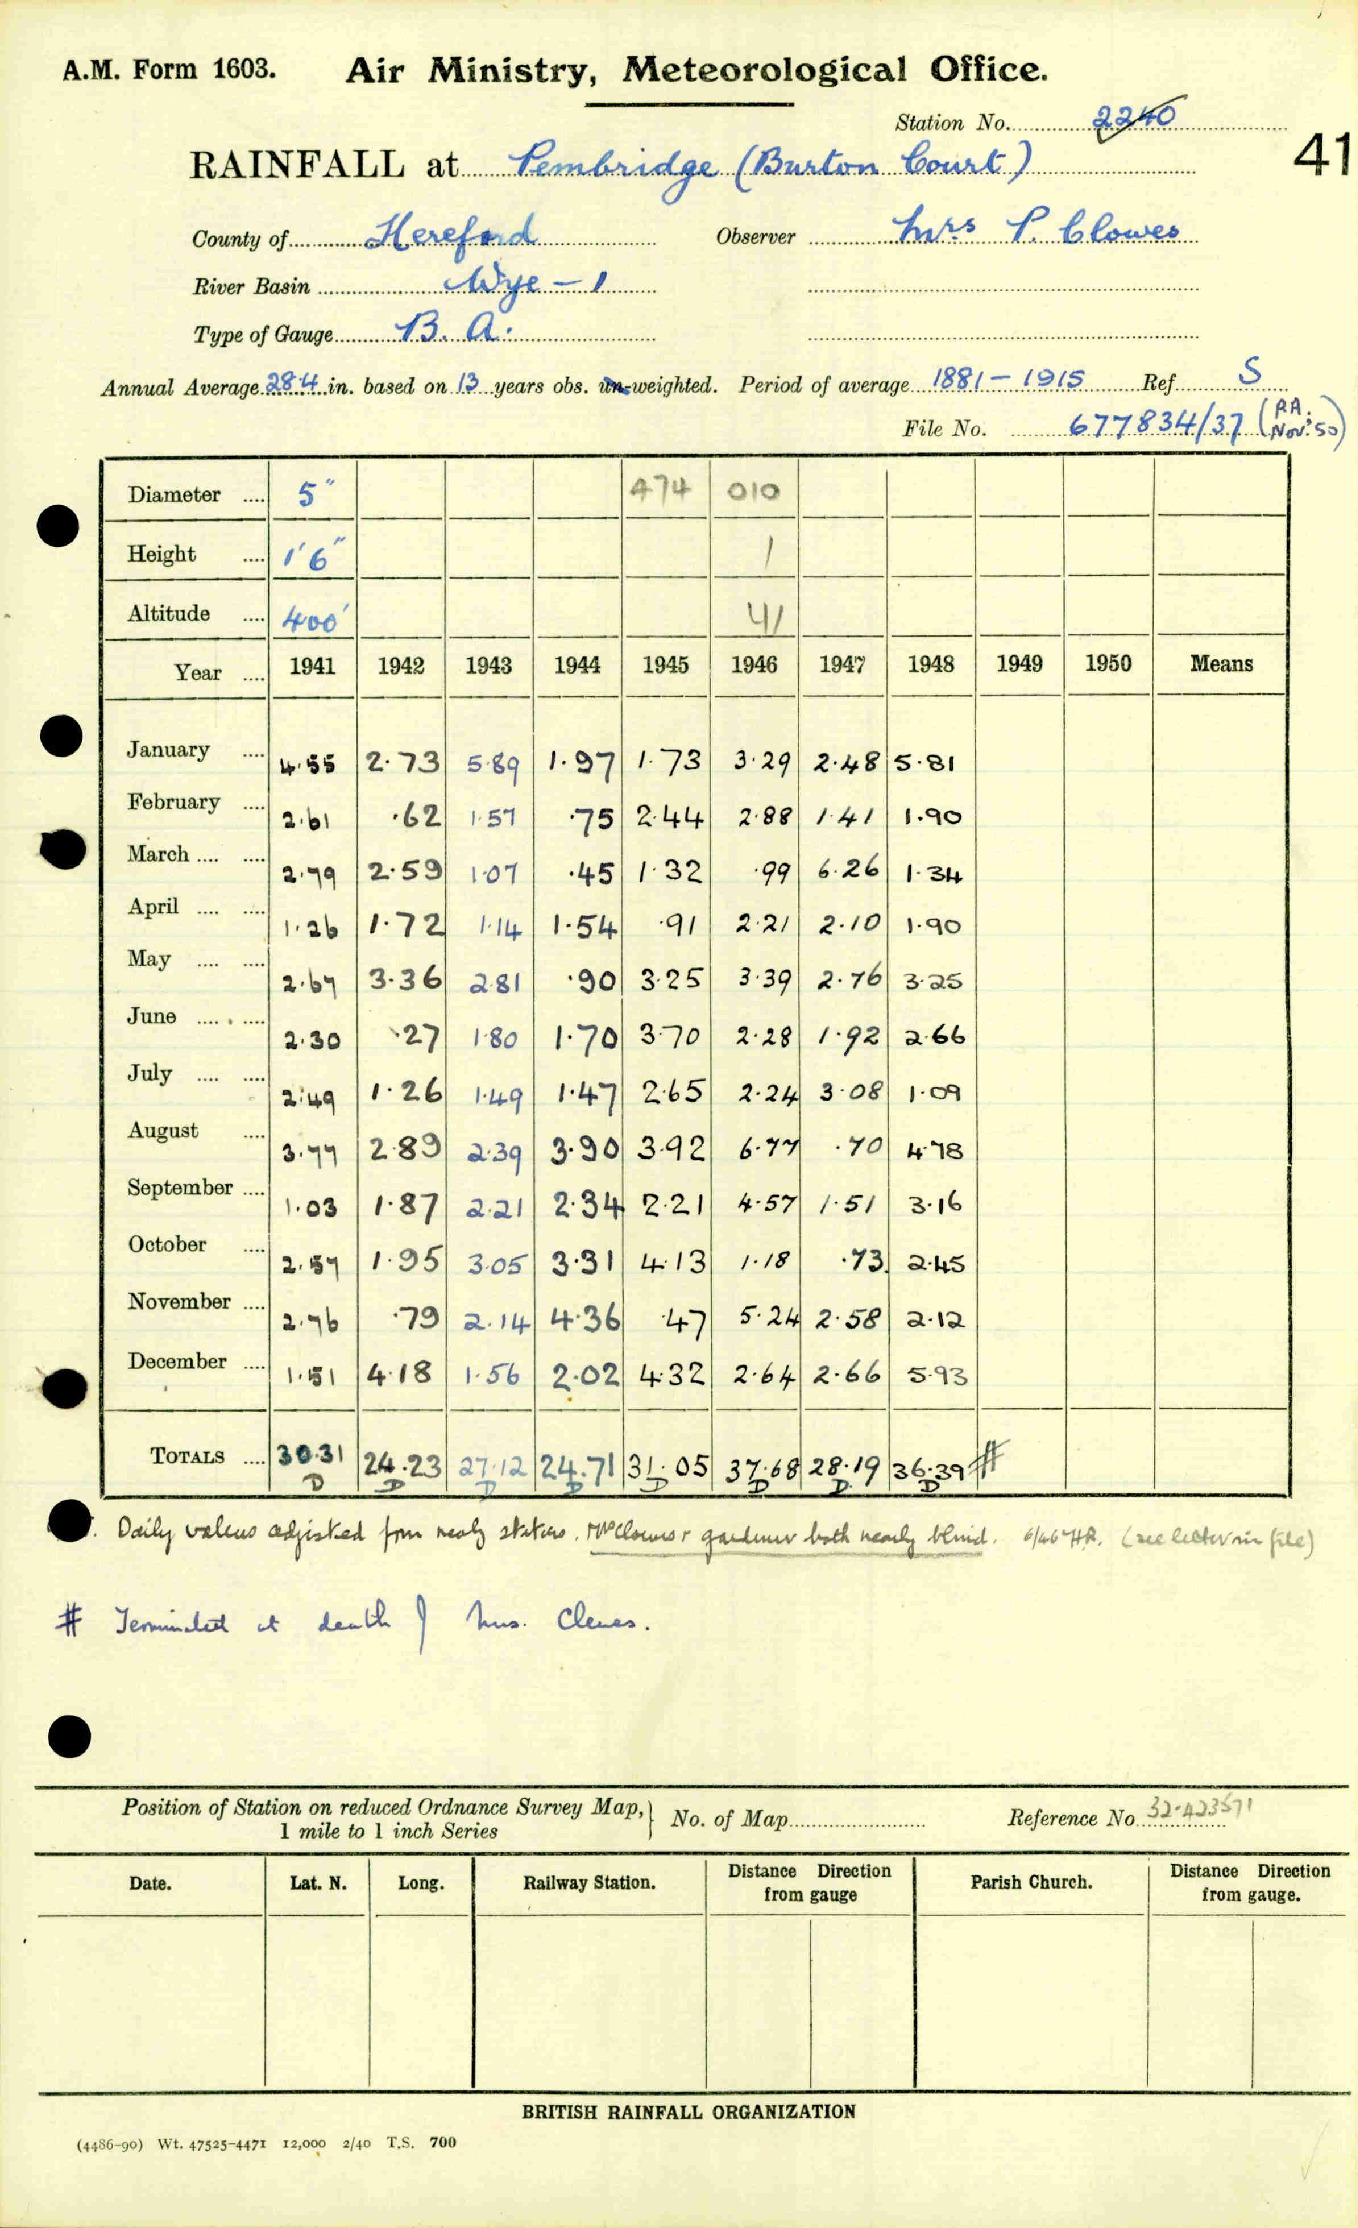 A.M. Form 1603. Air Ministry, Meteorological Office.
Station No. 2240
41
RAINFALL at Pembridge (Burton Court)
County of Hereford Observer Mrs P. Clowes
River Basin Wye - 1
Type of Gauge B. A.
Annual Average 28.4 in. based on 13 years obs. un-weighted. Period of average 1881 - 1915 Ref. S
File No. 677834/37 (RA. Nov. '50)
Diameter .... 5" 474 010
Height .... 1'6" 1
Altitude .... 400' 41
Year .... 1941 1942 1943 1944 1945 1946 1947 1948 1949 1950 Means
January .... 4.55 2.73 5.89 1.97 1.73 3.29 2.48 5.81
February .... 2.61 .62 1.57 .75 2.44 2.88 1.41 1.90
March .... .... 2.79 2.59 1.07 .45 1.32 .99 6.26 1.34
April .... .... 1.26 1.72 1.14 1.54 .91 2.21 2.10 1.90
May .... .... 2.67 3.36 2.81 .90 3.25 3.39 2.76 3.25
June .... .... 2.30 .27 1.80 1.70 3.70 2.28 1.92 2.66
July .... .... 2.49 1.26 1.49 1.47 2.65 2.24 3.08 1.09
August .... 3.77 2.89 2.39 3.90 3.92 6.77 .70 4.78
September .... 1.03 1.87 2.21 2.34 2.21 4.57 1.51 3.16
October .... 2.57 1.95 3.05 3.31 4.13 1.18 .73 2.45
November .... 2.76 .79 2.14 4.36 .47 5.24 2.58 2.12
December .... 1.51 4.18 1.56 2.02 4.32 2.64 2.66 5.93
TOTALS .... 30.31 24.23 27.12 24.71 31.05 37.68 28.19 36.39 #
D D D D D D D D
Daily values adjusted from nearby stations. Mrs Clowes & gardener both nearly blind. 6/46 HR. (see letter in file)
# Terminated at death of Mrs. Clowes.
Position of Station on reduced Ordnance Survey Map, 1 mile to 1 inch Series } No. of Map Reference No. 32.423571
Date. Lat. N. Long. Railway Station. Distance Direction from gauge Parish Church. Distance Direction from gauge.
BRITISH RAINFALL ORGANIZATION
(4486-90) Wt. 47525-4471 12,000 2/40 T.S. 700